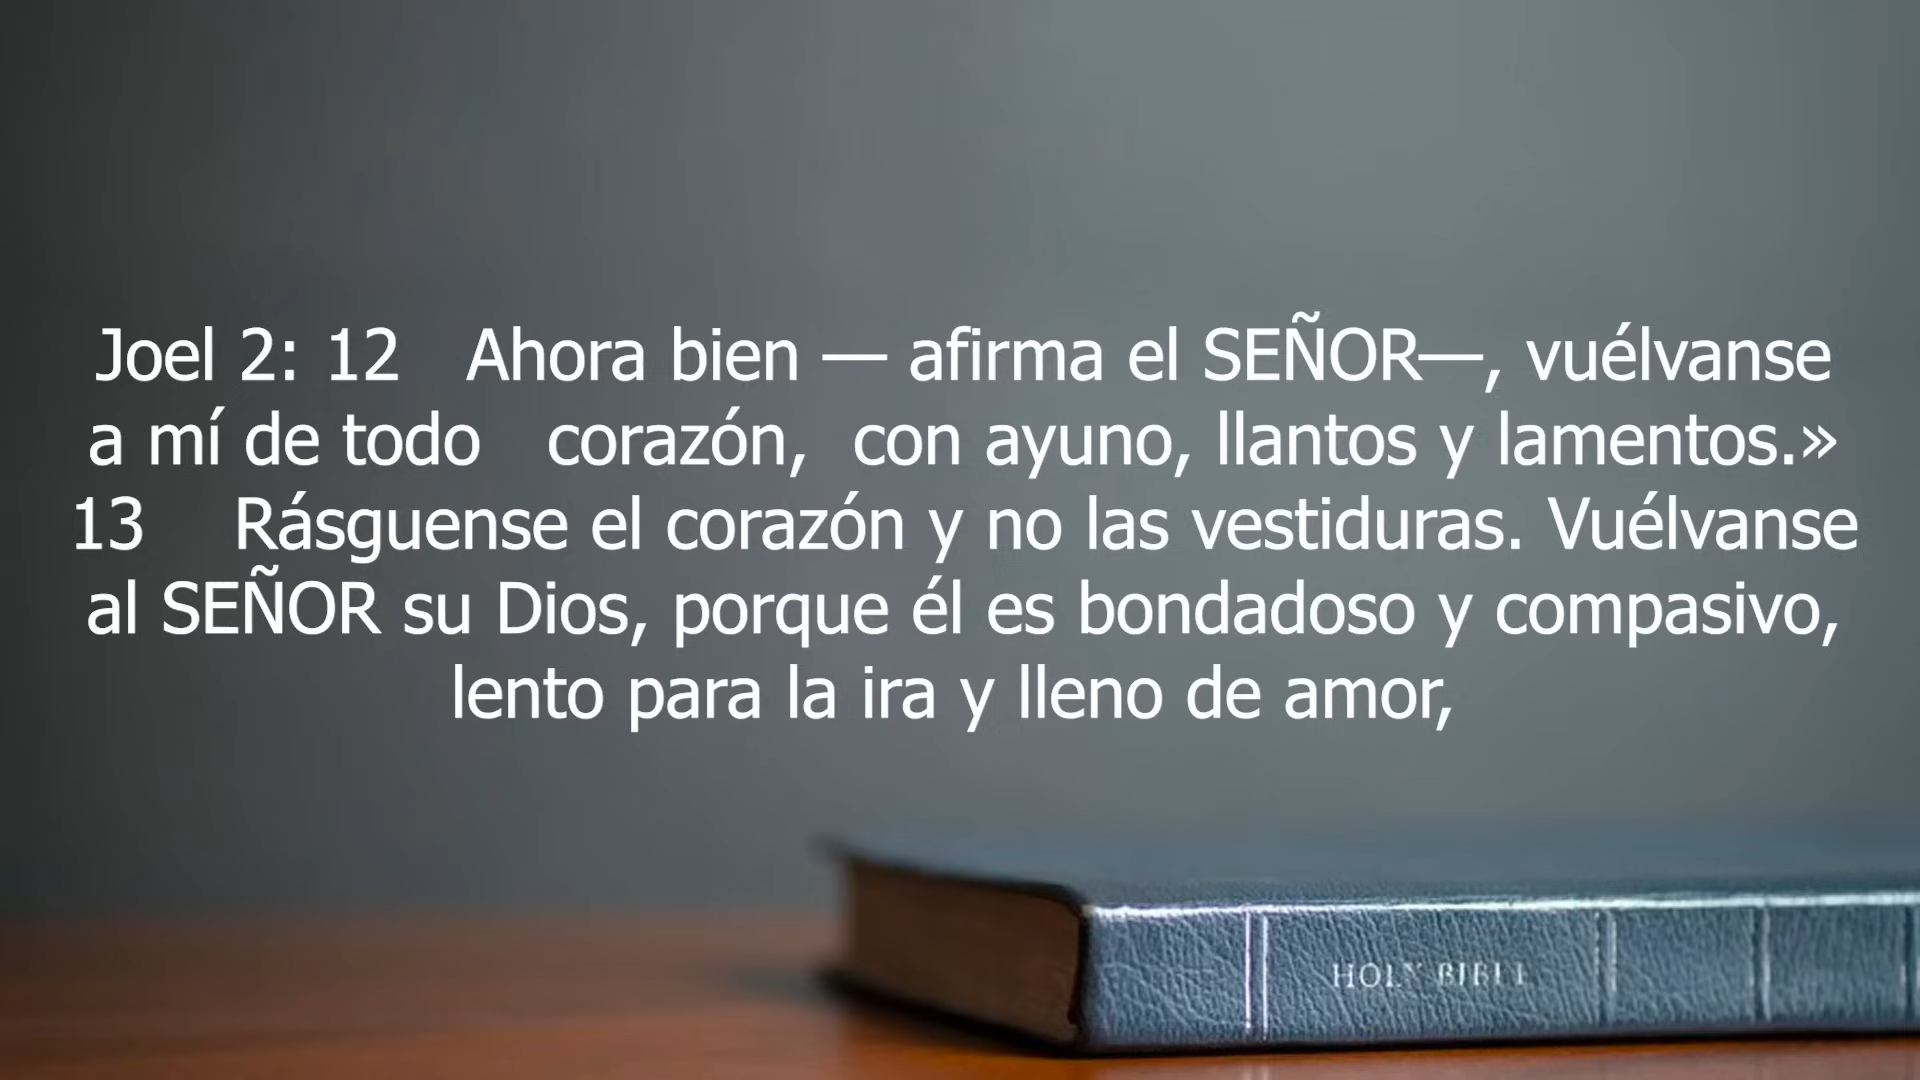 Joel 2: 12   Ahora bien — afirma el SEÑOR—, vuélvanse
a mí de todo   corazón,  con ayuno, llantos y lamentos.»
13    Rásguense el corazón y no las vestiduras. Vuélvanse
al SEÑOR su Dios, porque él es bondadoso y compasivo,
lento para la ira y lleno de amor,
HOLY BIBLE